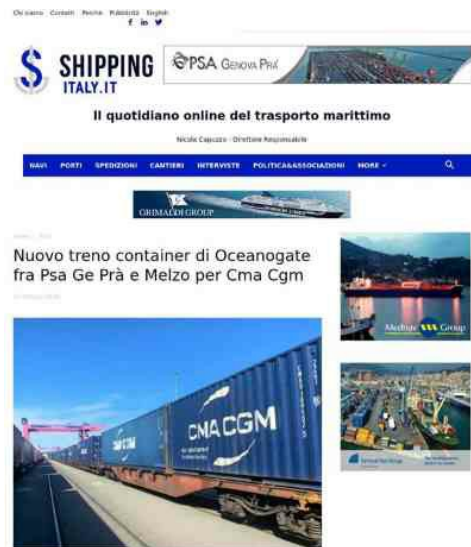 Chi siamo Contatti Perché Pubblicità English
SHIPPING
ITALY.IT
PSA GENOVA PRA'
Il quotidiano online del trasporto marittimo
Nicola Capuzzo - Direttore Responsabile
NAVI PORTI SPEDIZIONI CANTIERI INTERVISTE POLITICA&ASSOCIAZIONI MORE
GRIMALDI GROUP
Nuovo treno container di Oceanogate
fra Psa Ge Prà e Melzo per Cma Cgm
Medtug Group
CMA CGM
CMA CGM